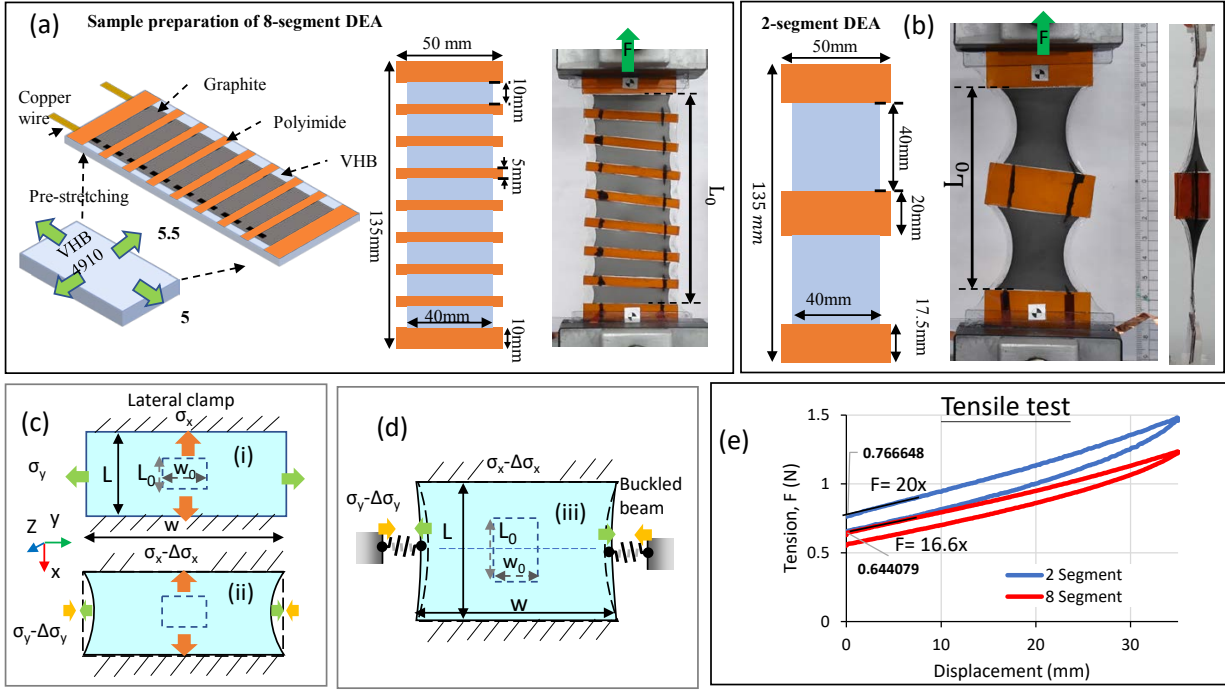 (a)
Sample preparation of 8-segment DEA
Graphite
Copper
wire
Polyimide
VHB
Pre-stretching
VHB
4910
5.5
5
50 mm
10mm
5mm
135mm
40mm
10mm
F
L0
2-segment DEA
(b)
50mm
40mm
20mm
135 mm
40mm
17.5mm
F
L0
(c)
Lateral clamp
σx
(i)
σy
L
L0
w0
w
Z
y
x
σx-Δσx
(ii)
σy-Δσy
(d)
σx-Δσx
σy-Δσy
Buckled
beam
(iii)
L
L0
w0
w
(e)
Tensile test
Tension, F (N)
1.5
1
0.5
0
0.766648
F= 20x
F= 16.6x
0.644079
2 Segment
8 Segment
0
10
20
30
Displacement (mm)